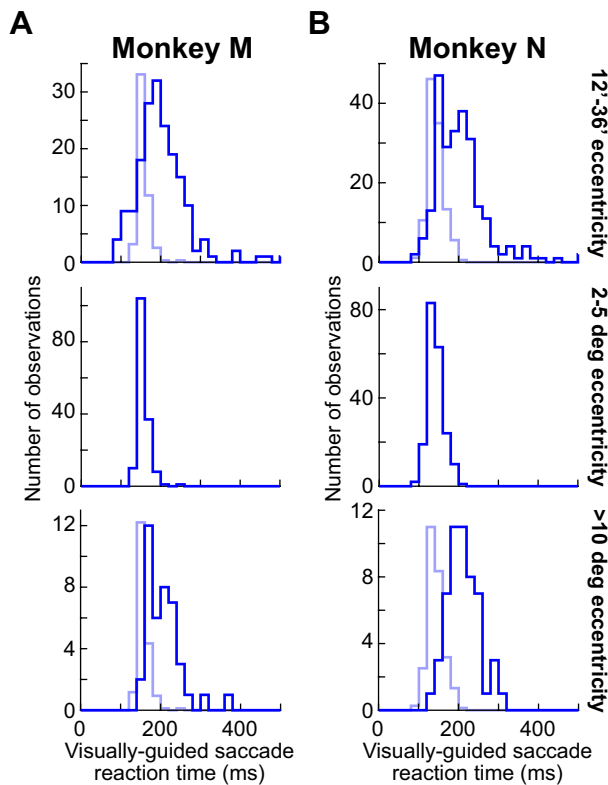 A
B
Monkey M
Monkey N
30
20
10
0
40
20
0
12'-36' eccentricity
Number of observations
80
40
0
Number of observations
80
40
0
2-5 deg eccentricity
12
8
4
0
12
8
4
0
>10 deg eccentricity
0 200 400
0 200 400
Visually-guided saccade
reaction time (ms)
Visually-guided saccade
reaction time (ms)